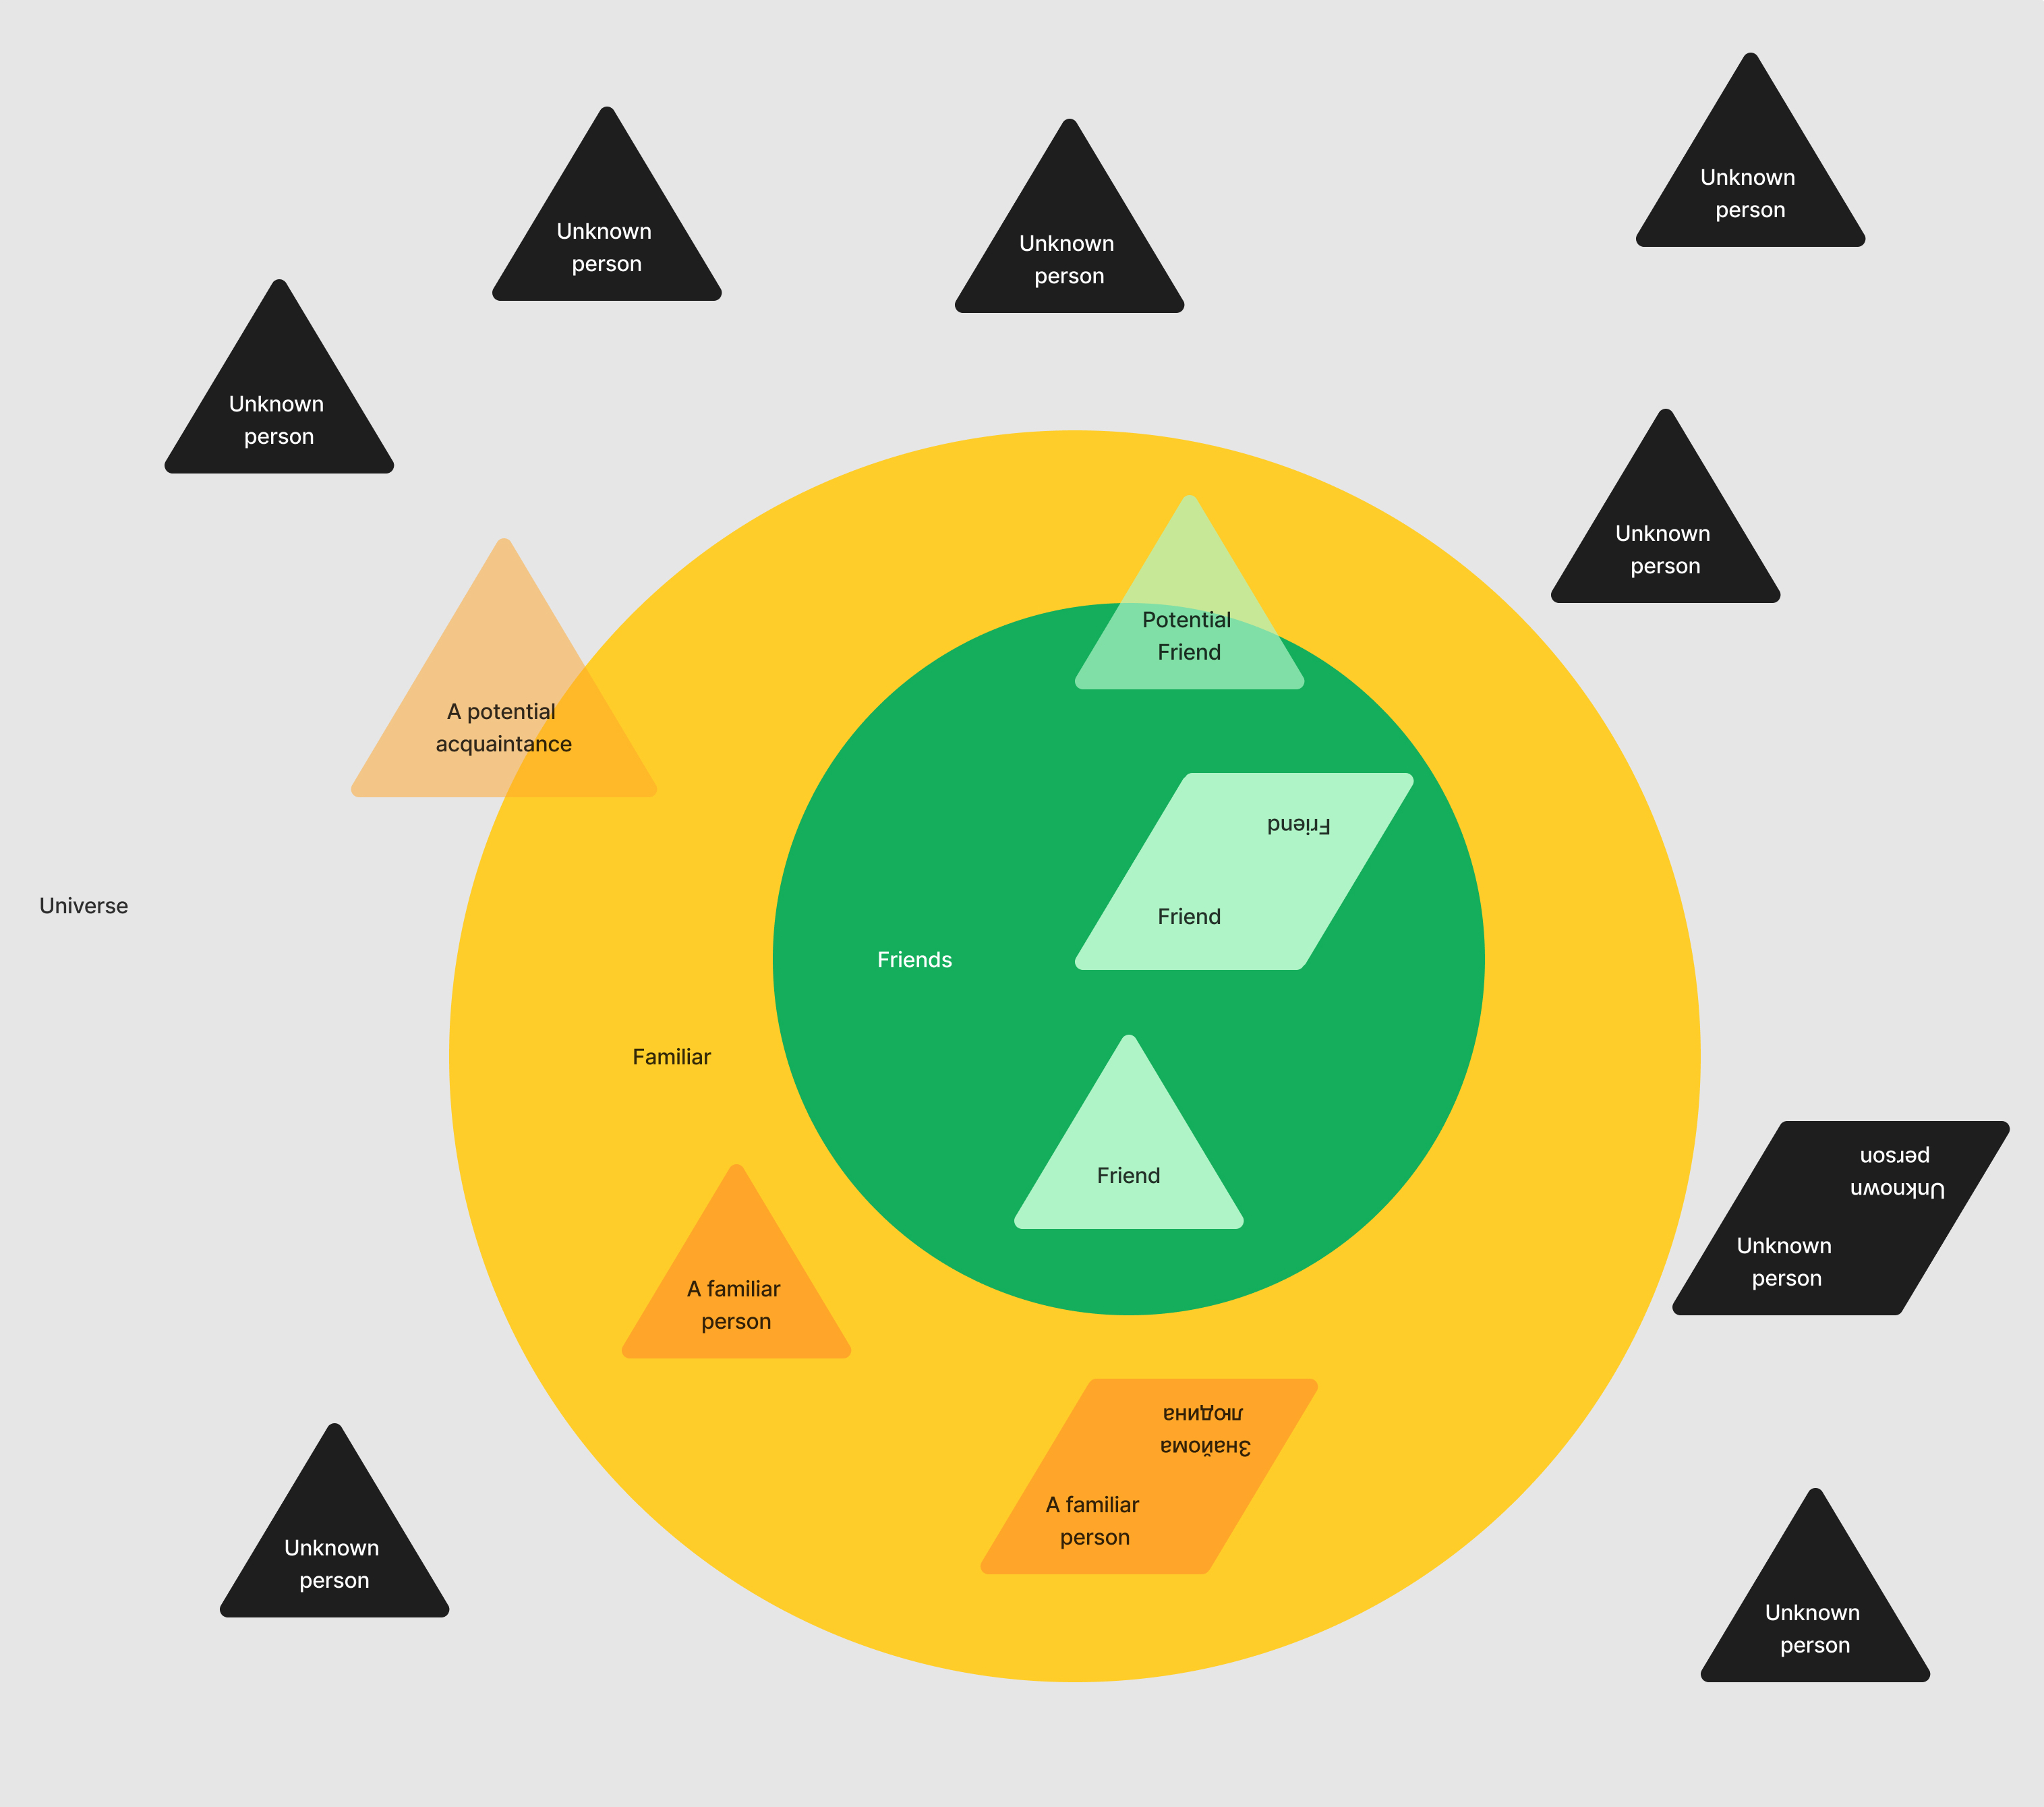 Unknown
person
Unknown
person
Unknown
person
Unknown
person
Unknown
person
Potential
Friend
A potential
acquaintance
Friend
Friend
Universe
Friends
Familiar
Friend
Unknown
person
Unknown
person
A familiar
person
Знайома
людина
A familiar
person
Unknown
person
Unknown
person